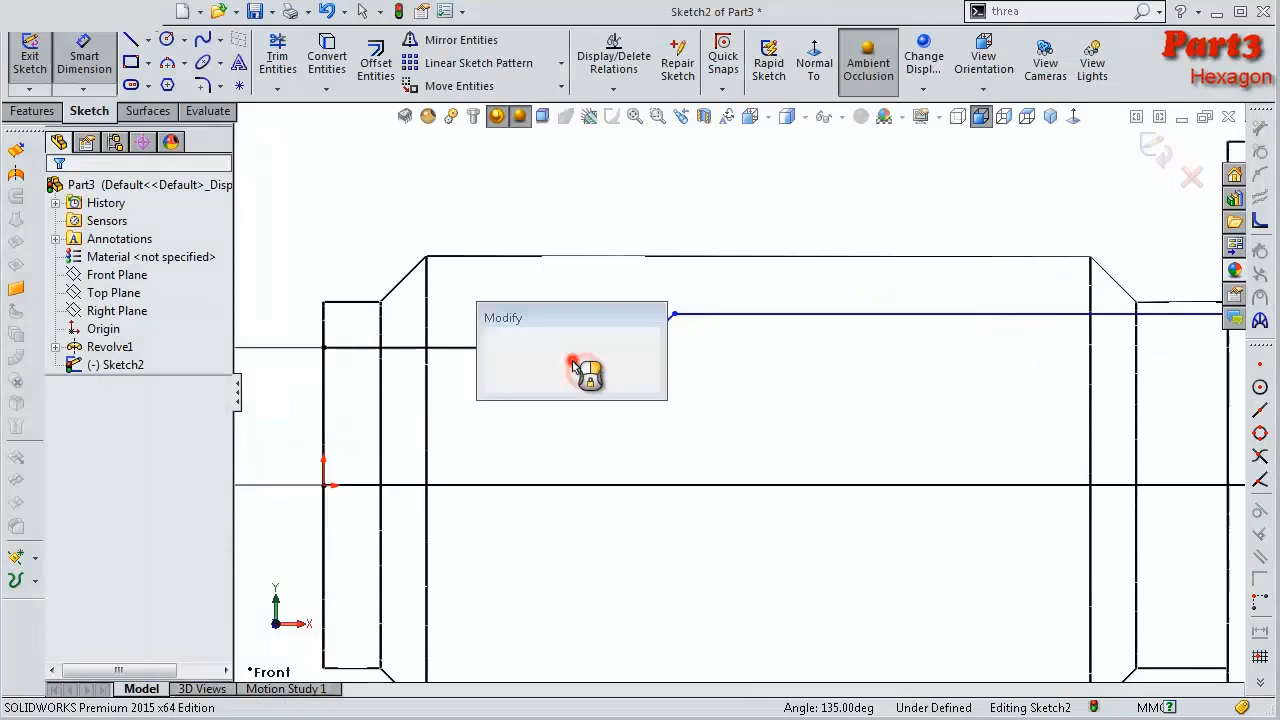 Sketch2 of Part3 *
threa
Exit Sketch
Smart Dimension
Trim Entities
Convert Entities
Offset Entities
Mirror Entities
Linear Sketch Pattern
Move Entities
Display/Delete Relations
Repair Sketch
Quick Snaps
Rapid Sketch
Normal To
Ambient Occlusion
Change Displ...
View Orientation
View Cameras
View Lights
Part3
Hexagon
Features
Sketch
Surfaces
Evaluate
Part3 (Default<<Default>_Disp
History
Sensors
Annotations
Material <not specified>
Front Plane
Top Plane
Right Plane
Origin
Revolve1
(-) Sketch2
Modify
Y
X
*Front
Model
3D Views
Motion Study 1
SOLIDWORKS Premium 2015 x64 Edition
Angle: 135.00deg
Under Defined
Editing Sketch2